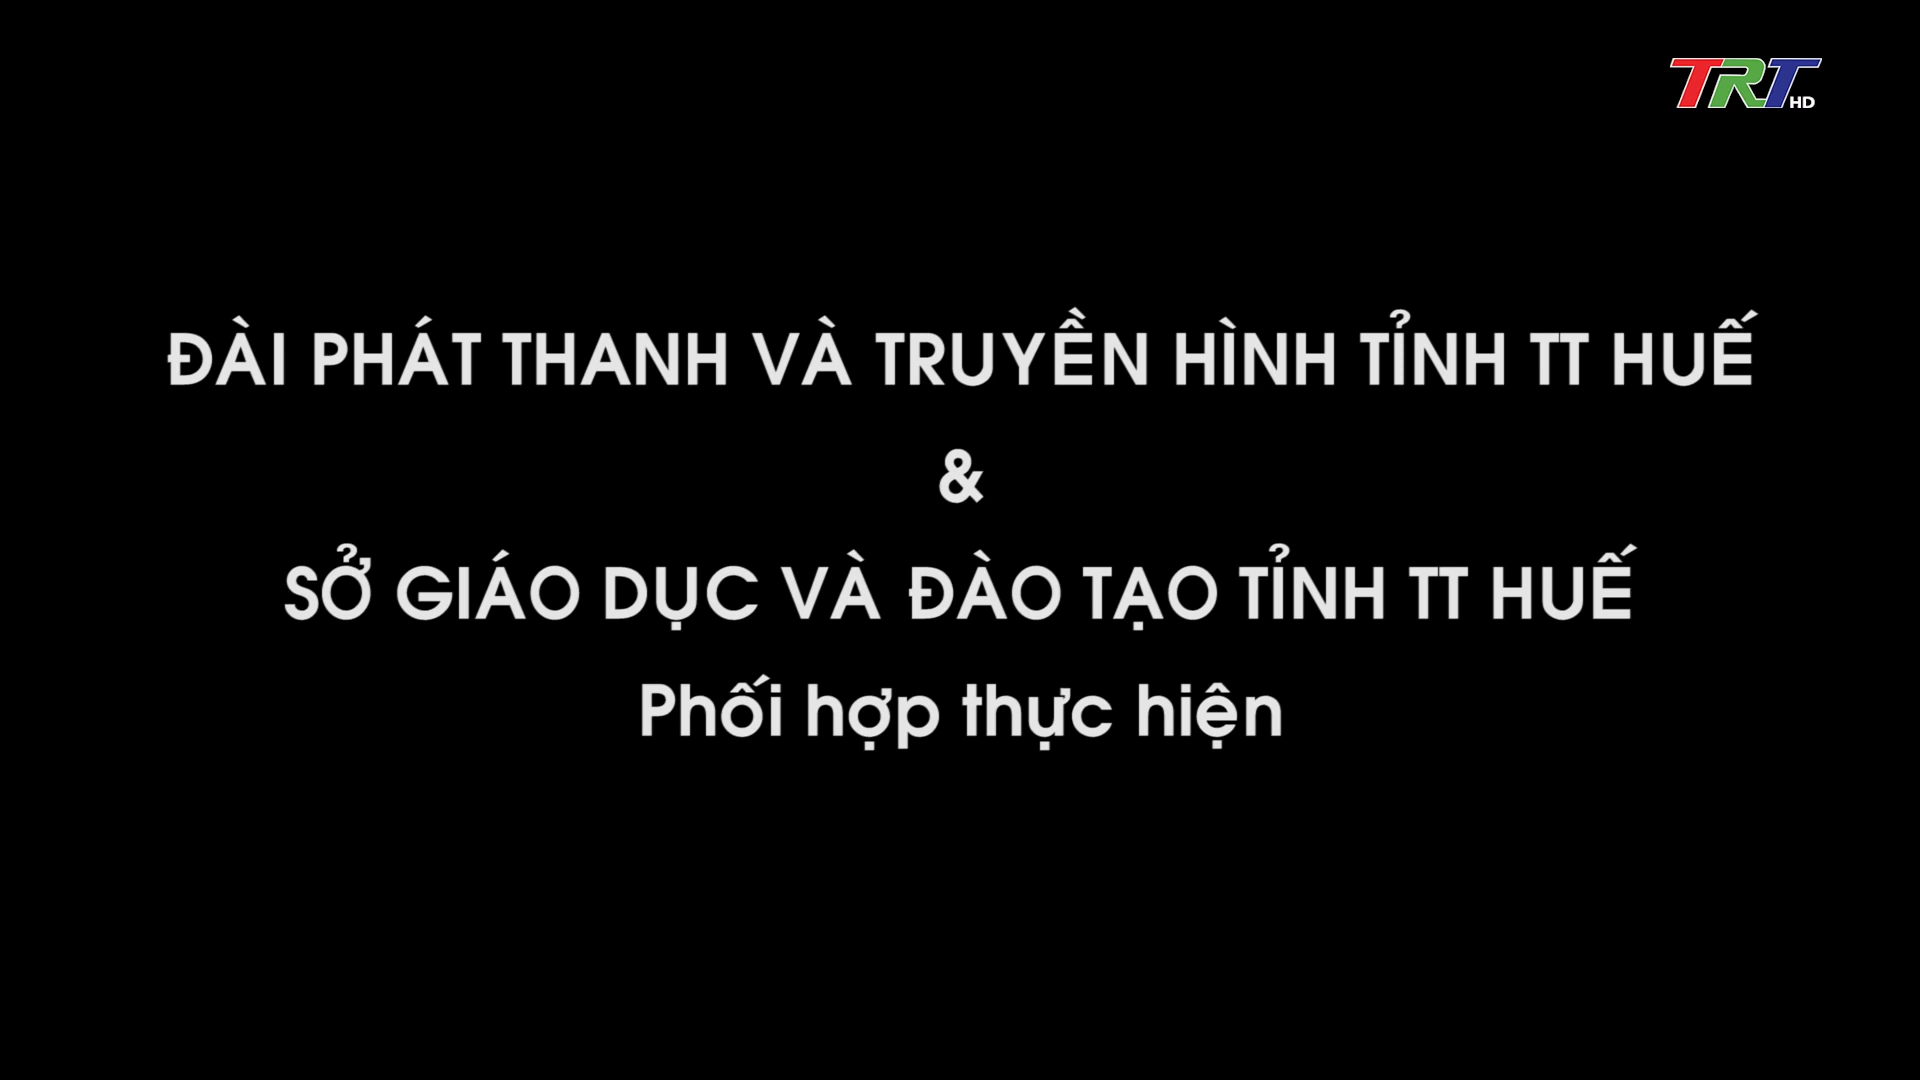 TRT HD
ĐÀI PHÁT THANH VÀ TRUYỀN HÌNH TỈNH TT HUẾ
&
SỞ GIÁO DỤC VÀ ĐÀO TẠO TỈNH TT HUẾ
Phối hợp thực hiện